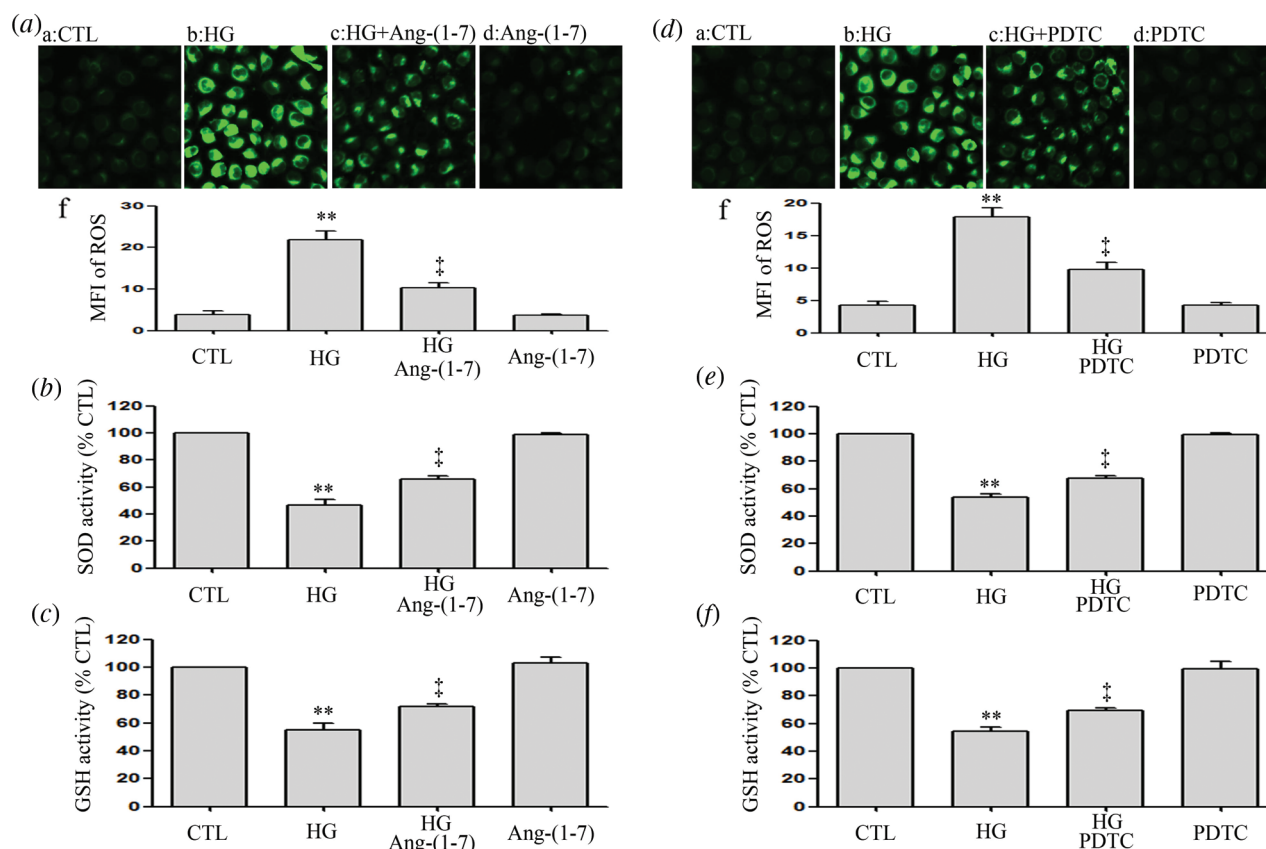 (a)
a:CTL b:HG c:HG+Ang-(1-7) d:Ang-(1-7)
f
MFI of ROS
30
20
10
0
**
‡
CTL HG HG Ang-(1-7)
Ang-(1-7)
(b)
SOD activity (% CTL)
120
100
80
60
40
20
0
**
‡
CTL HG HG Ang-(1-7)
Ang-(1-7)
(c)
GSH activity (% CTL)
120
100
80
60
40
20
0
**
‡
CTL HG HG Ang-(1-7)
Ang-(1-7)
(d)
a:CTL b:HG c:HG+PDTC d:PDTC
f
MFI of ROS
20
15
10
5
0
**
‡
CTL HG HG PDTC
PDTC
(e)
SOD activity (% CTL)
120
100
80
60
40
20
0
**
‡
CTL HG HG PDTC
PDTC
(f)
GSH activity (% CTL)
120
100
80
60
40
20
0
**
‡
CTL HG HG PDTC
PDTC